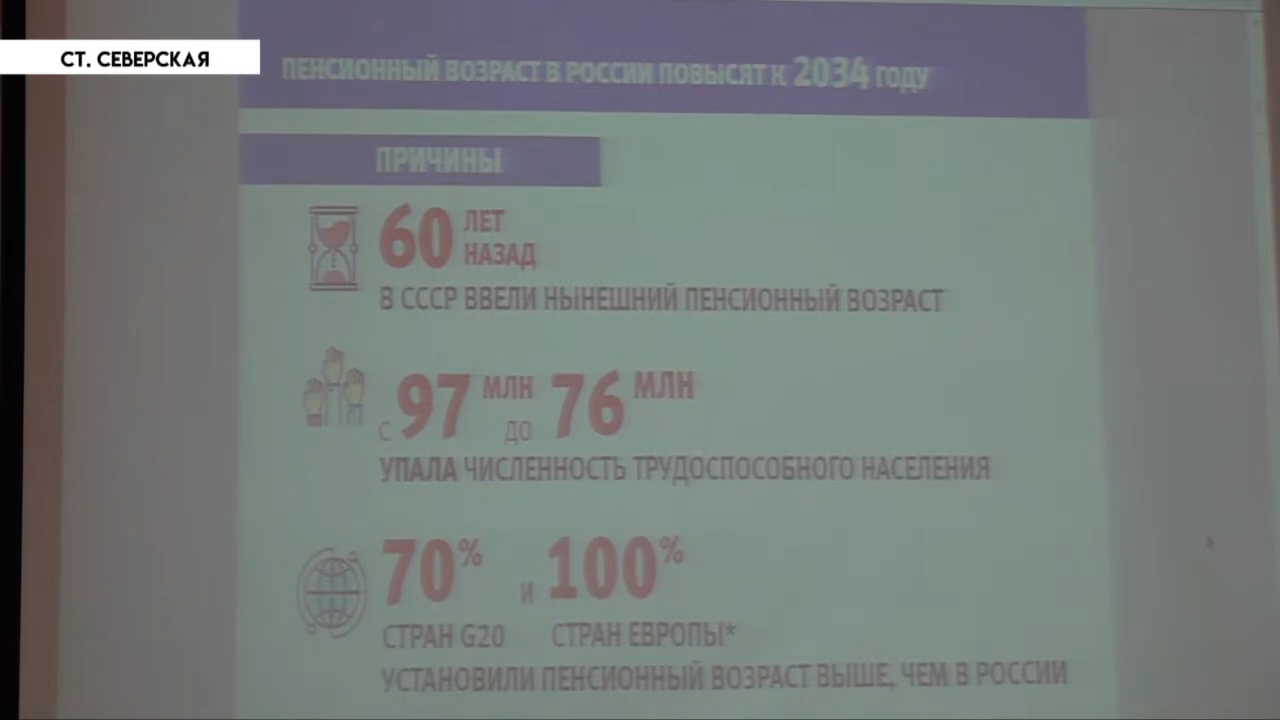 СТ. СЕВЕРСКАЯ
ПЕНСИОННЫЙ ВОЗРАСТ В РОССИИ ПОВЫСЯТ К 2034 ГОДУ
ПРИЧИНЫ
60 ЛЕТ
НАЗАД
В СССР ВВЕЛИ НЫНЕШНИЙ ПЕНСИОННЫЙ ВОЗРАСТ
С 97 МЛН ДО 76 МЛН
УПАЛА ЧИСЛЕННОСТЬ ТРУДОСПОСОБНОГО НАСЕЛЕНИЯ
70% И 100%
СТРАН G20 СТРАН ЕВРОПЫ*
УСТАНОВИЛИ ПЕНСИОННЫЙ ВОЗРАСТ ВЫШЕ, ЧЕМ В РОССИИ